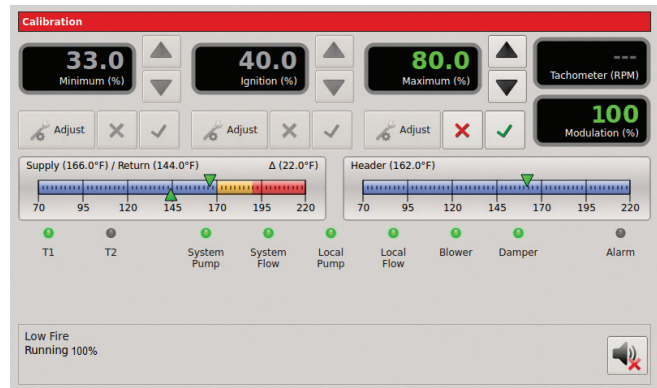 Calibration
33.0
Minimum (%)
40.0
Ignition (%)
80.0
Maximum (%)
---
Tachometer (RPM)
Adjust
Adjust
Adjust
100
Modulation (%)
Supply (166.0°F) / Return (144.0°F) Δ (22.0°F)
70 95 120 145 170 195 220
Header (162.0°F)
70 95 120 145 170 195 220
T1
T2
System
Pump
System
Flow
Local
Pump
Local
Flow
Blower
Damper
Alarm
Low Fire
Running 100%